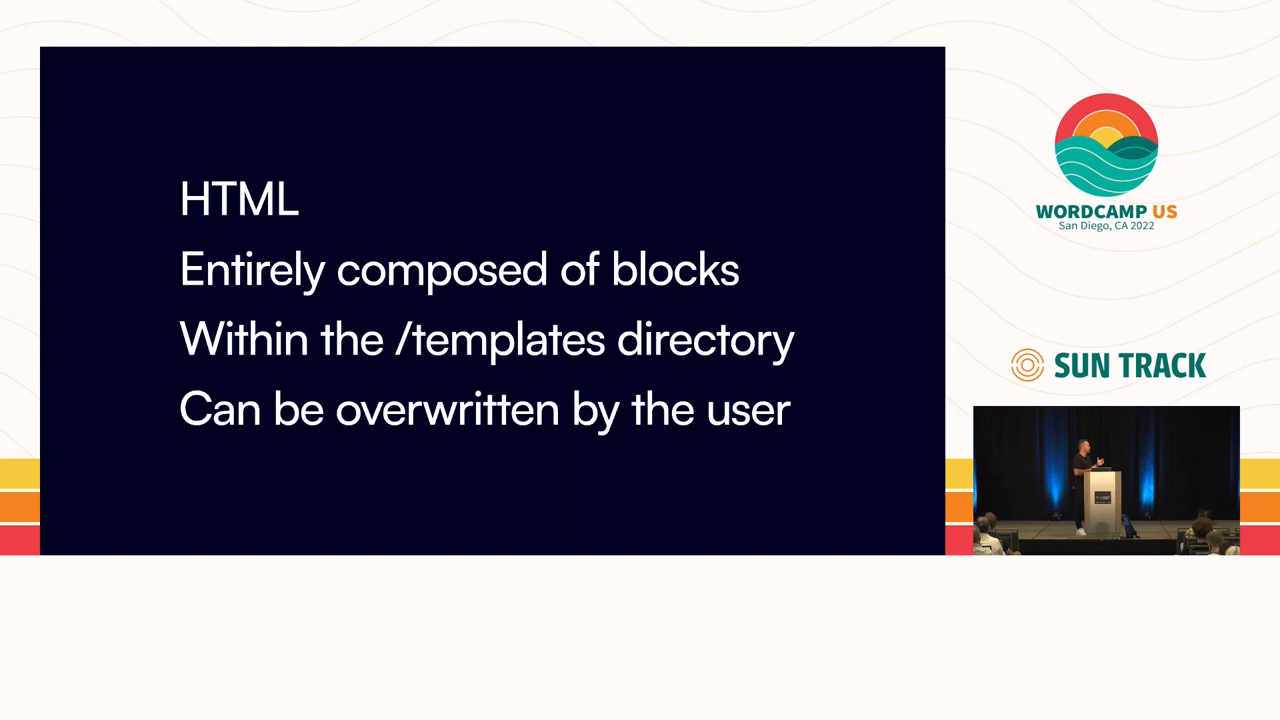 HTML
Entirely composed of blocks
Within the /templates directory
Can be overwritten by the user
WORDCAMP US
San Diego, CA 2022
SUN TRACK